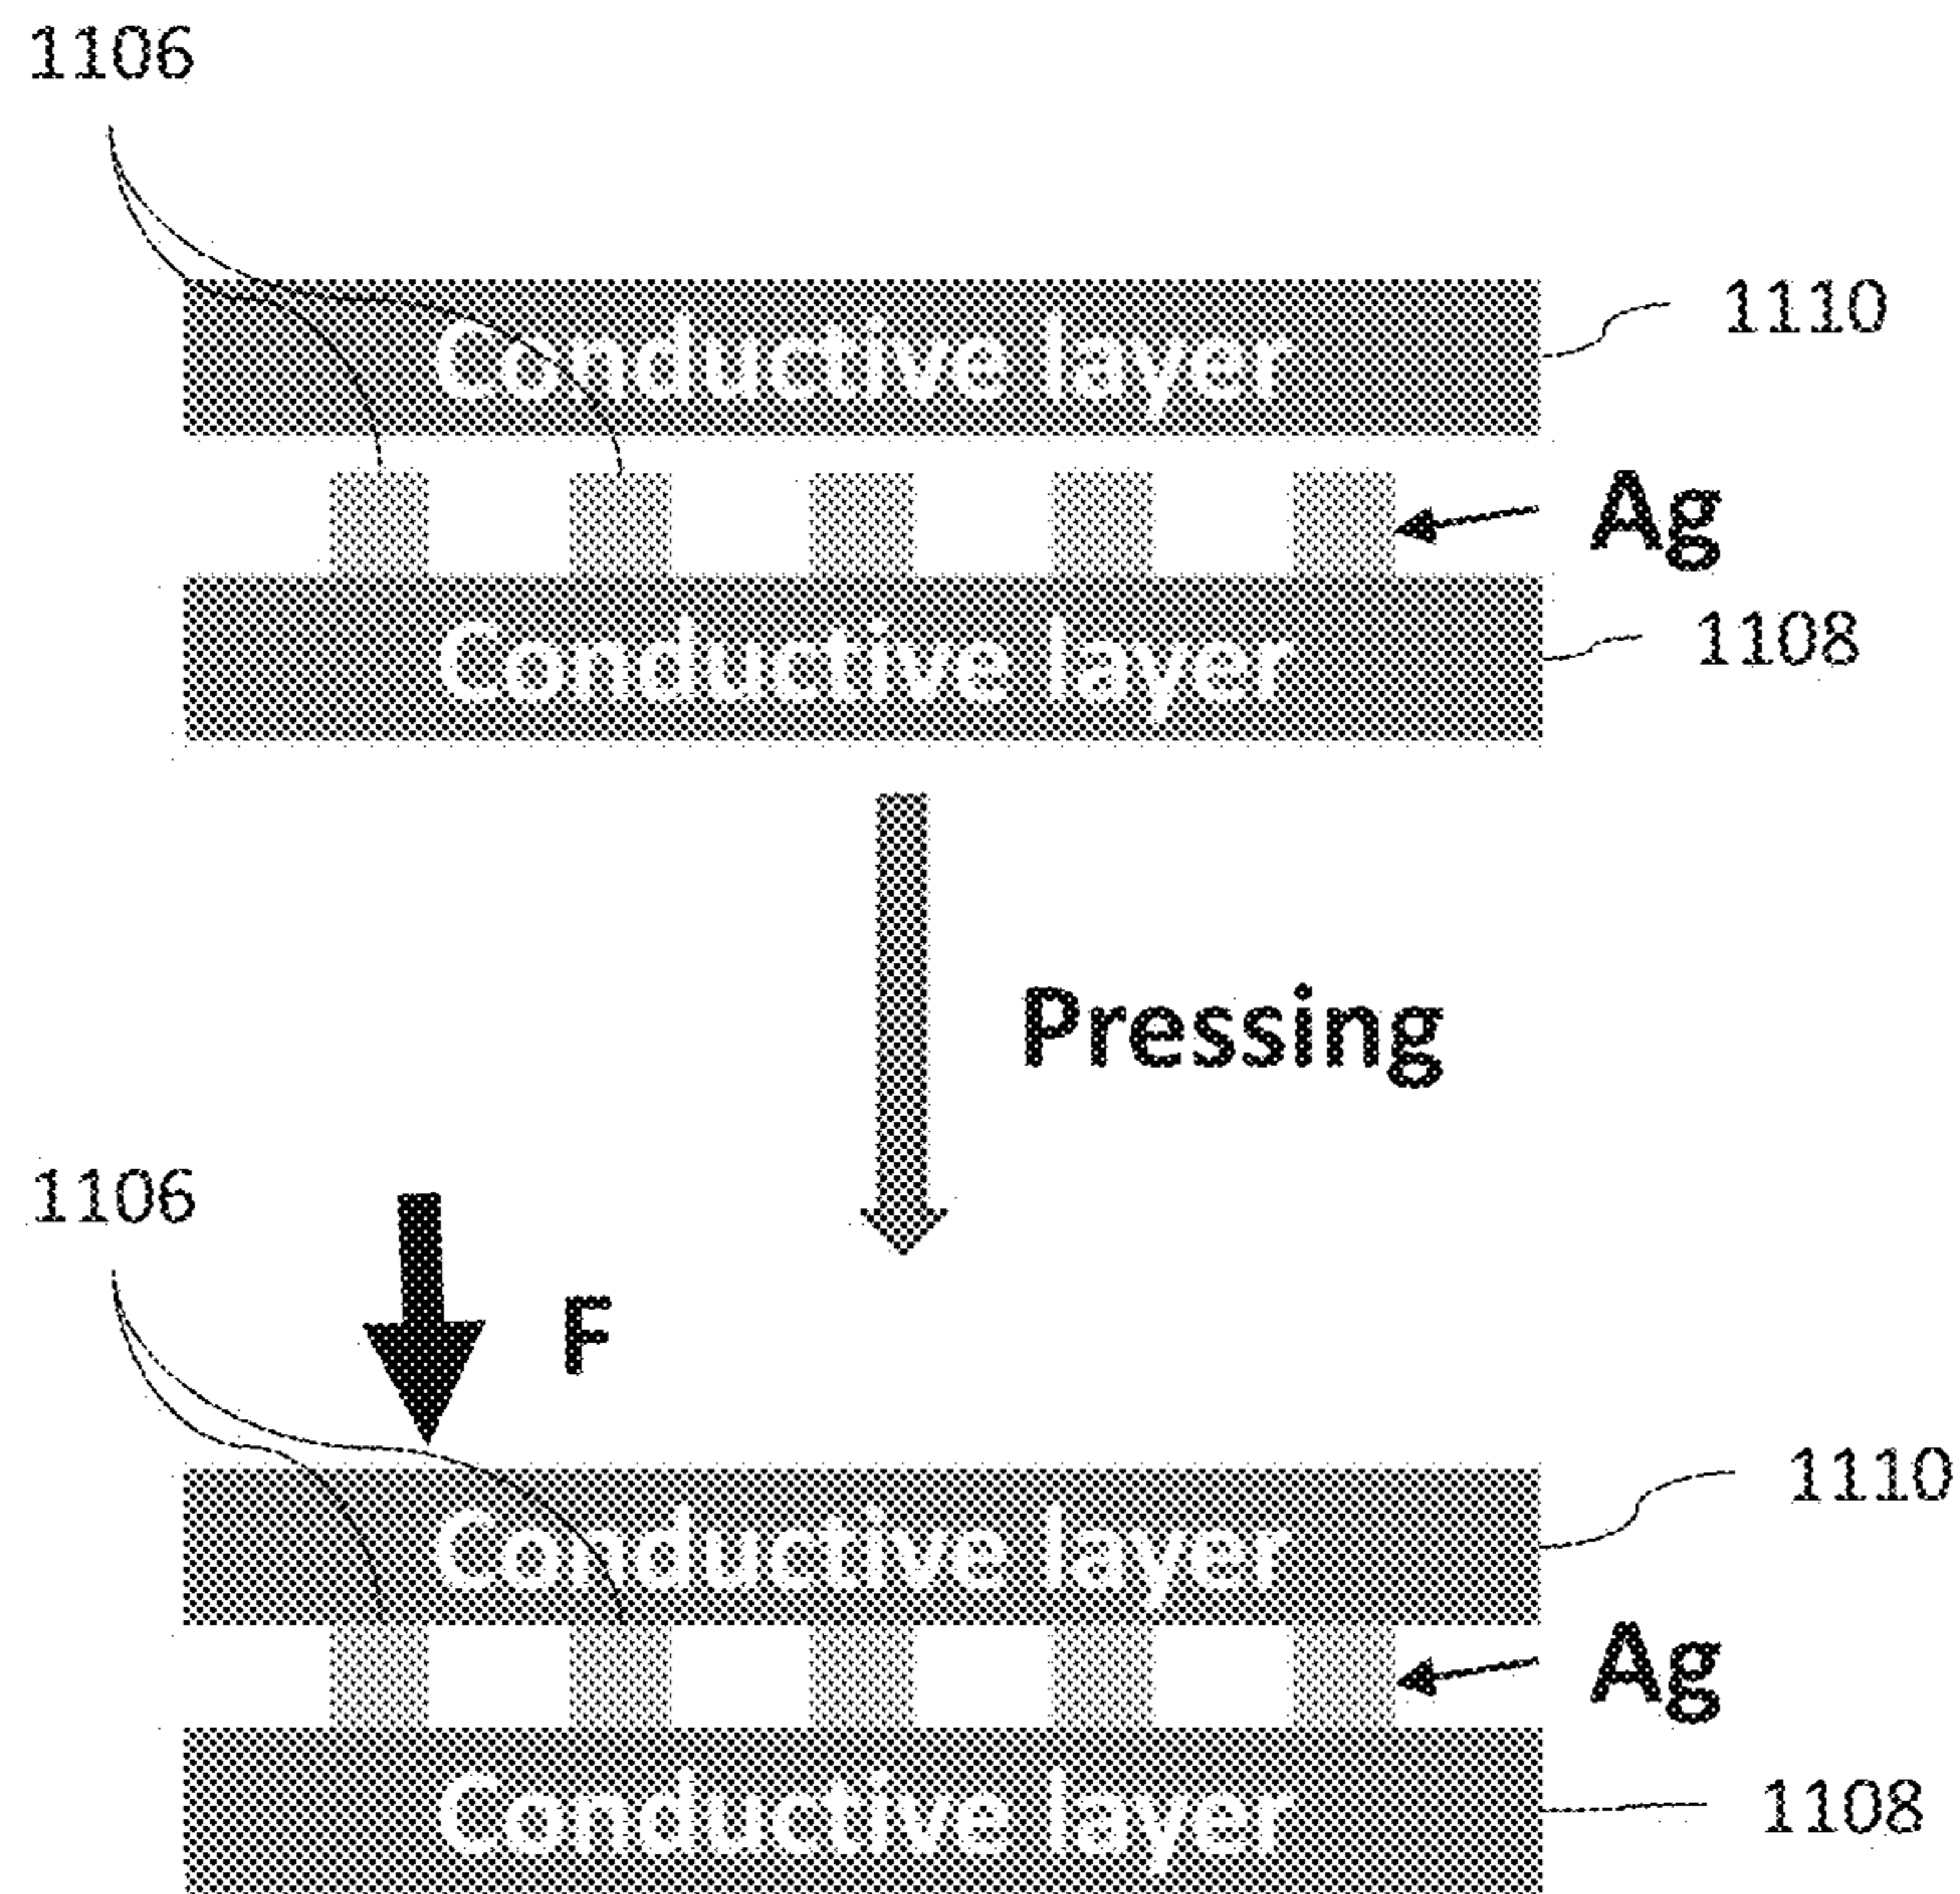 1106
Conductive layer
1110
Ag
Conductive layer
1108
Pressing
1106
F
Conductive layer
1110
Ag
Conductive layer
1108